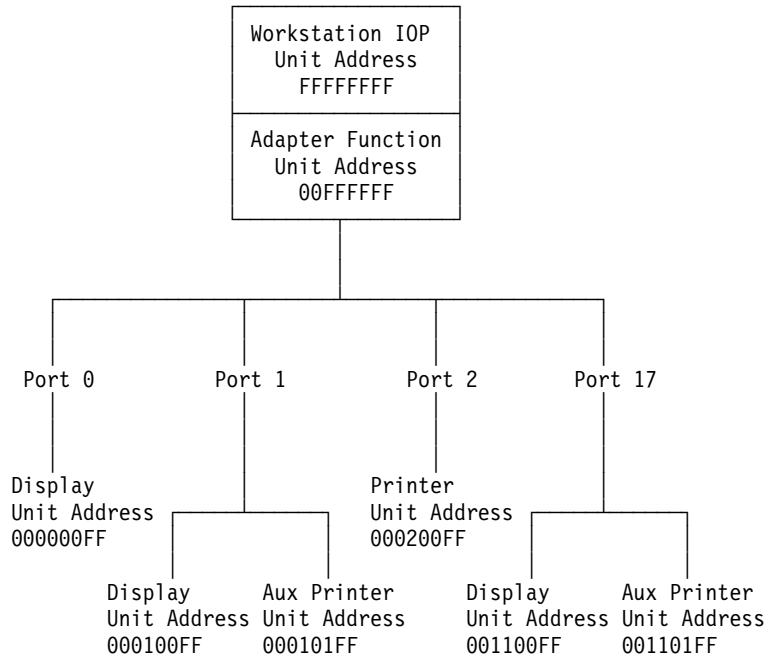 Workstation IOP
Unit Address
FFFFFFFF
Adapter Function
Unit Address
00FFFFFF
Port 0
Port 1
Port 2
Port 17
Display
Unit Address
000000FF
Printer
Unit Address
000200FF
Display
Unit Address
000100FF
Aux Printer
Unit Address
000101FF
Display
Unit Address
001100FF
Aux Printer
Unit Address
001101FF